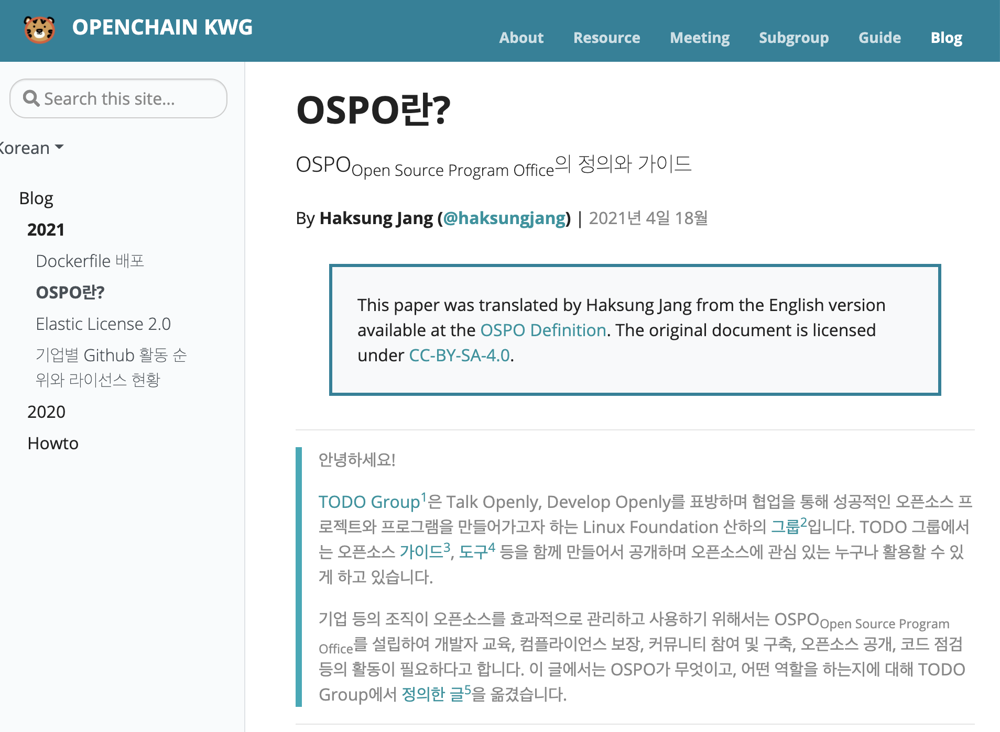 OPENCHAIN KWG
About Resource Meeting Subgroup Guide Blog
Search this site...
Korean
Blog
2021
Dockerfile 배포
OSPO란?
Elastic License 2.0
기업별 Github 활동 순
위와 라이선스 현황
2020
Howto
OSPO란?
OSPO Open Source Program Office의 정의와 가이드
By Haksung Jang (@haksungjang) | 2021년 4일 18월
This paper was translated by Haksung Jang from the English version
available at the OSPO Definition. The original document is licensed
under CC-BY-SA-4.0.
안녕하세요!
TODO Group1은 Talk Openly, Develop Openly를 표방하며 협업을 통해 성공적인 오픈소스 프
로젝트와 프로그램을 만들어가고자 하는 Linux Foundation 산하의 그룹2입니다. TODO 그룹에서
는 오픈소스 가이드3, 도구4 등을 함께 만들어서 공개하며 오픈소스에 관심 있는 누구나 활용할 수 있
게 하고 있습니다.
기업 등의 조직이 오픈소스를 효과적으로 관리하고 사용하기 위해서는 OSPO Open Source Program
Office를 설립하여 개발자 교육, 컴플라이언스 보장, 커뮤니티 참여 및 구축, 오픈소스 공개, 코드 점검
등의 활동이 필요하다고 합니다. 이 글에서는 OSPO가 무엇이고, 어떤 역할을 하는지에 대해 TODO
Group에서 정의한 글5을 옮겼습니다.